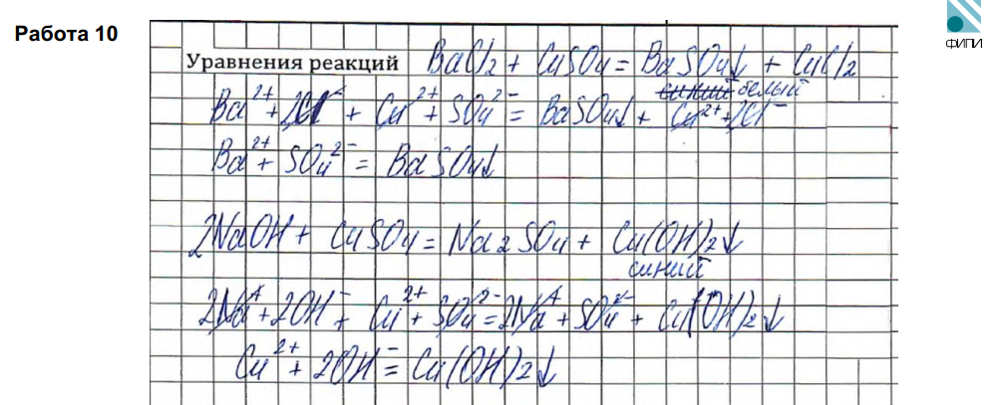 Работа 10
ФИПИ
Уравнения реакций BaCl2 + CuSO4 = BaSO4↓ + CuCl2
белый
Ba²⁺ + 2Cl⁻ + Cu²⁺ + SO4²⁻ = BaSO4↓ + Cu²⁺ + 2Cl⁻
Ba²⁺ + SO4²⁻ = BaSO4↓
2NaOH + CuSO4 = Na2SO4 + Cu(OH)2↓
синий
2Na⁺ + 2OH⁻ + Cu²⁺ + SO4²⁻ = 2Na⁺ + SO4²⁻ + Cu(OH)2↓
Cu²⁺ + 2OH⁻ = Cu(OH)2↓